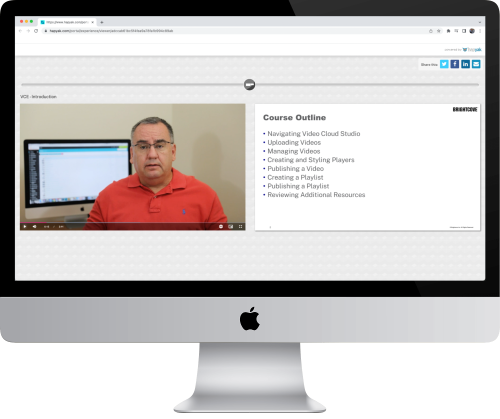 Share this:
VCS - Introduction
BRIGHTCOVE
Course Outline
• Navigating Video Cloud Studio
• Uploading Videos
• Managing Videos
• Creating and Styling Players
• Publishing a Video
• Creating a Playlist
• Publishing a Playlist
• Reviewing Additional Resources